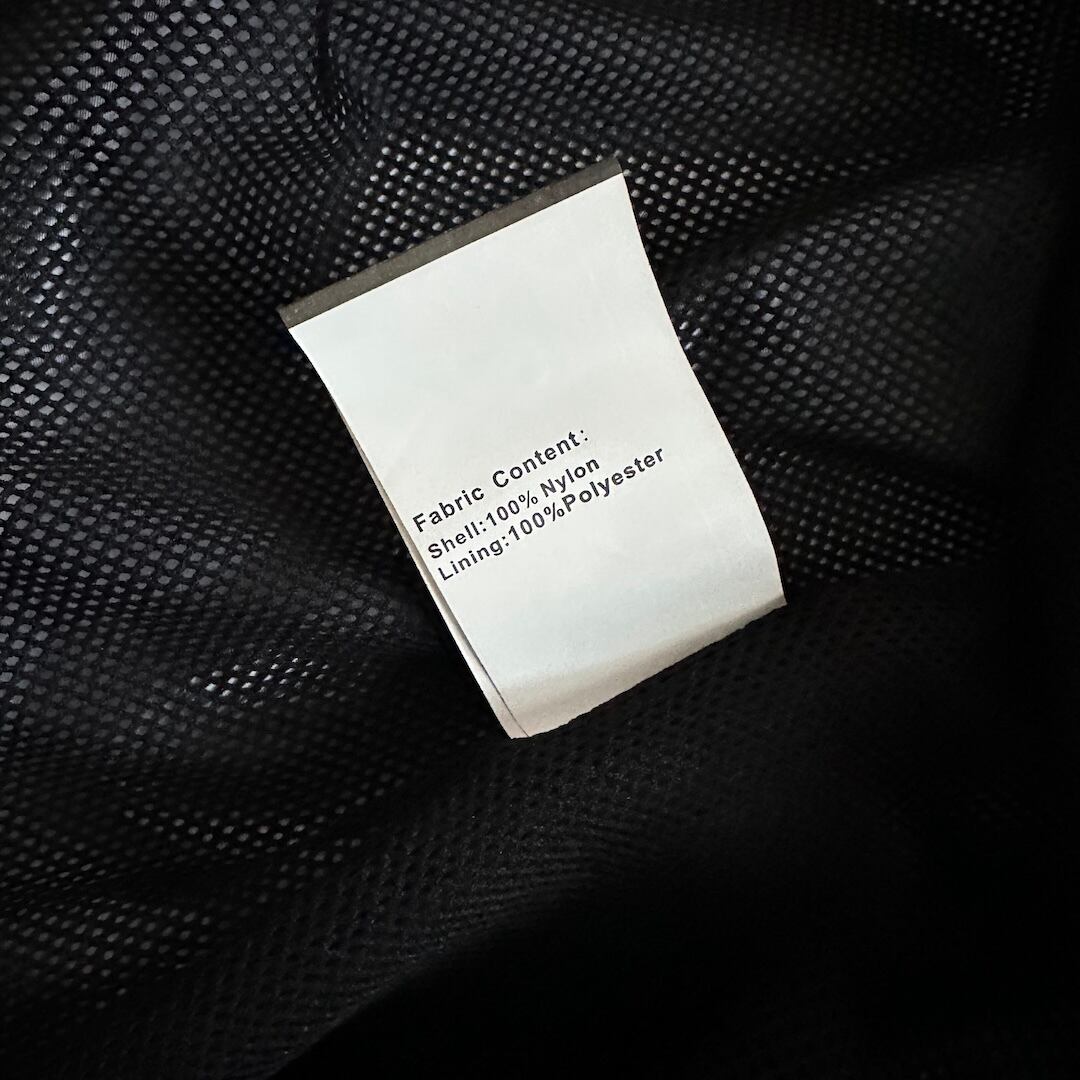 Fabric Content:
Shell:100% Nylon
Lining:100%Polyester